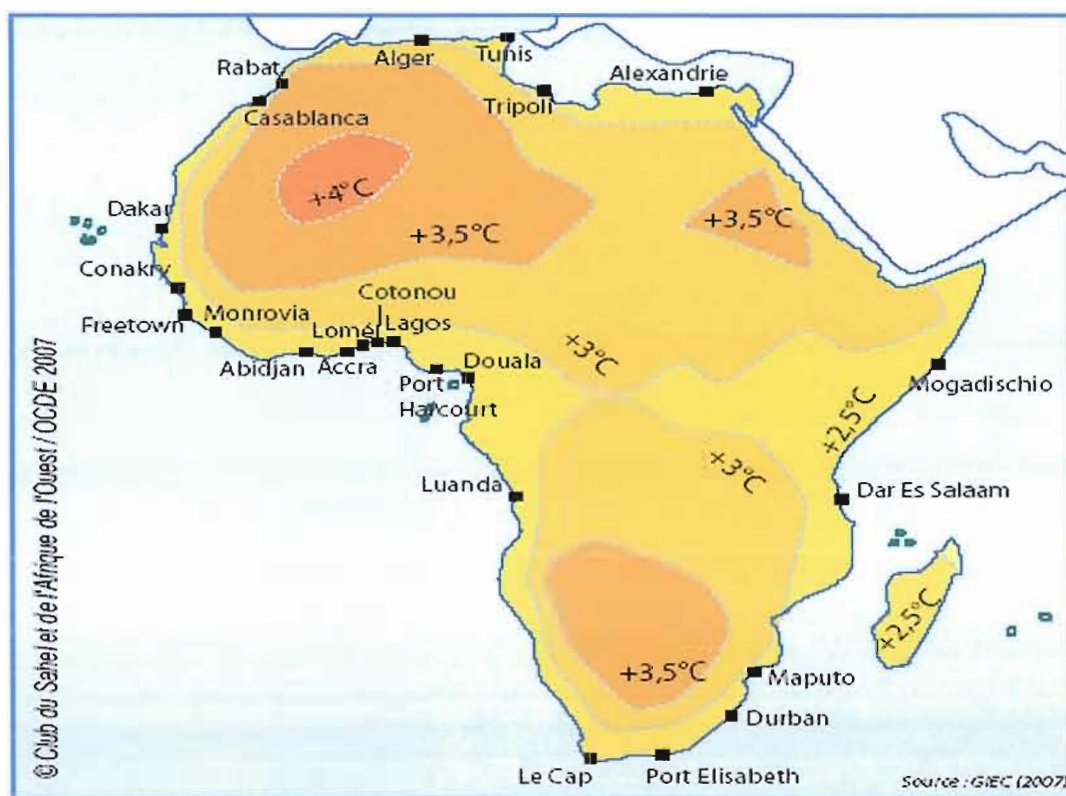 Alger
Tunis
Rabat
Alexandrie
Tripoli
Casablanca
+4°C
Dakar
+3,5°C
+3,5°C
Conakry
Cotonou
Freetown
Monrovia
Lomé
Lagos
+3°C
Abidjan
Accra
Douala
Port
Harcourt
Mogadischio
+2,5°C
+3°C
Luanda
Dar Es Salaam
+2,5°C
+3,5°C
Maputo
Durban
Le Cap
Port Elisabeth
Source : GIEC (2007)
© Club du Sahel et de l'Afrique de l'Ouest / OCDE 2007